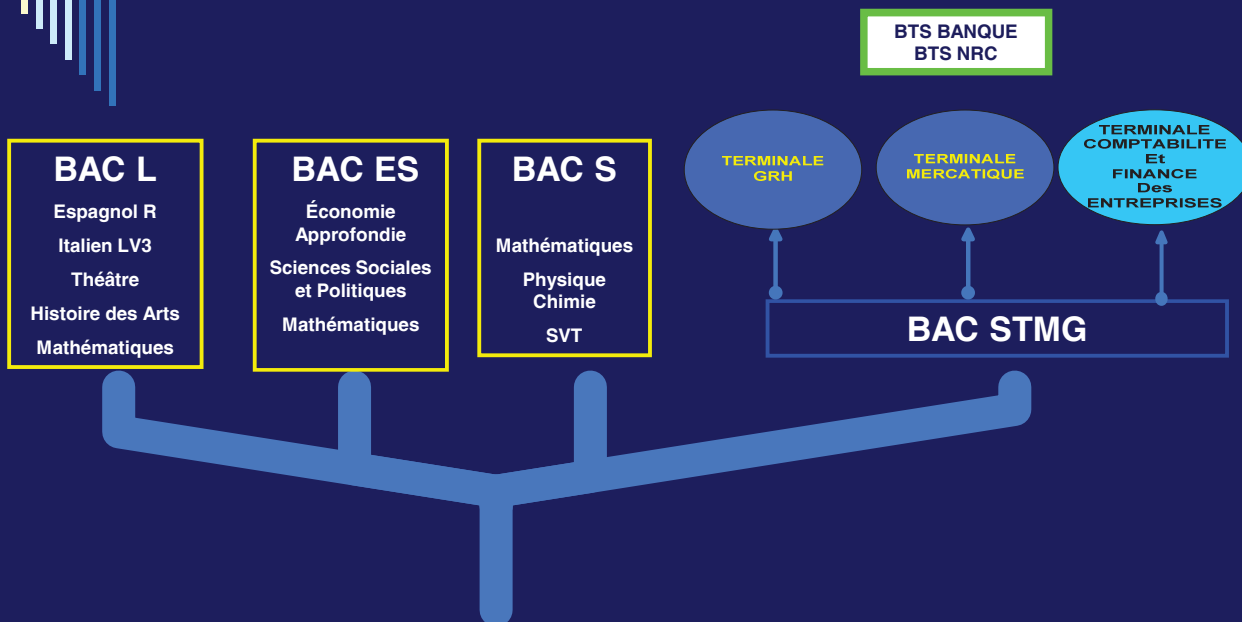 BTS BANQUE
BTS NRC
BAC L
Espagnol R
Italien LV3
Théâtre
Histoire des Arts
Mathématiques
BAC ES
Économie
Approfondie
Sciences Sociales
et Politiques
Mathématiques
BAC S
Mathématiques
Physique
Chimie
SVT
TERMINALE
GRH
TERMINALE
MERCATIQUE
TERMINALE
COMPTABILITE
Et
FINANCE
Des
ENTREPRISES
BAC STMG